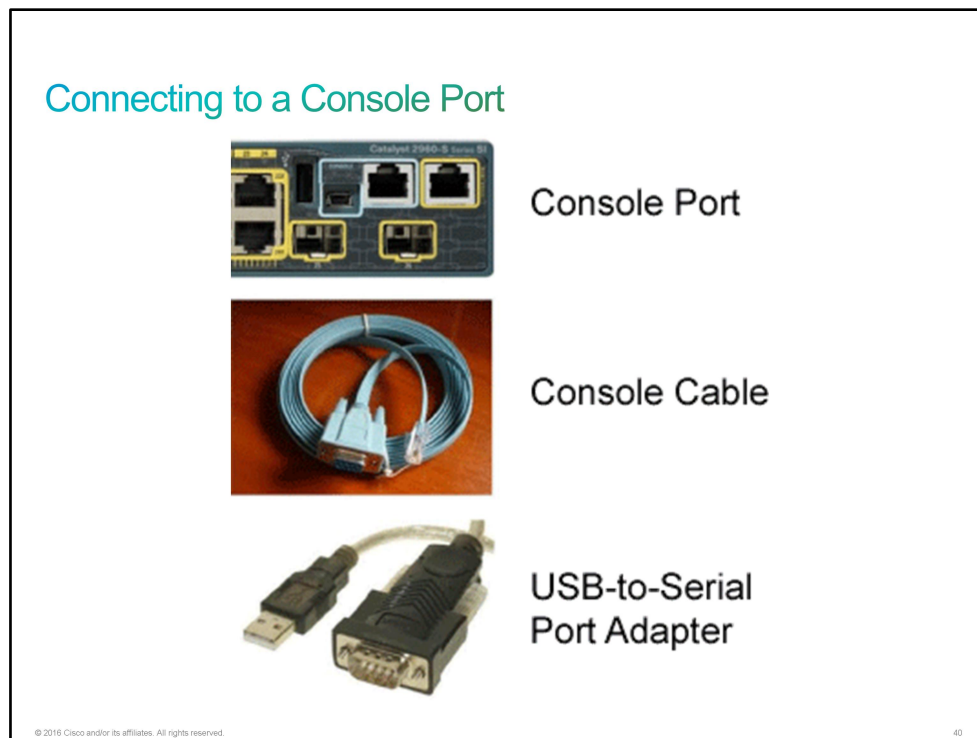 Connecting to a Console Port
Catalyst 2960-S Series SI
CONSOLE
Console Port
Console Cable
USB-to-Serial
Port Adapter
© 2016 Cisco and/or its affiliates. All rights reserved.
40